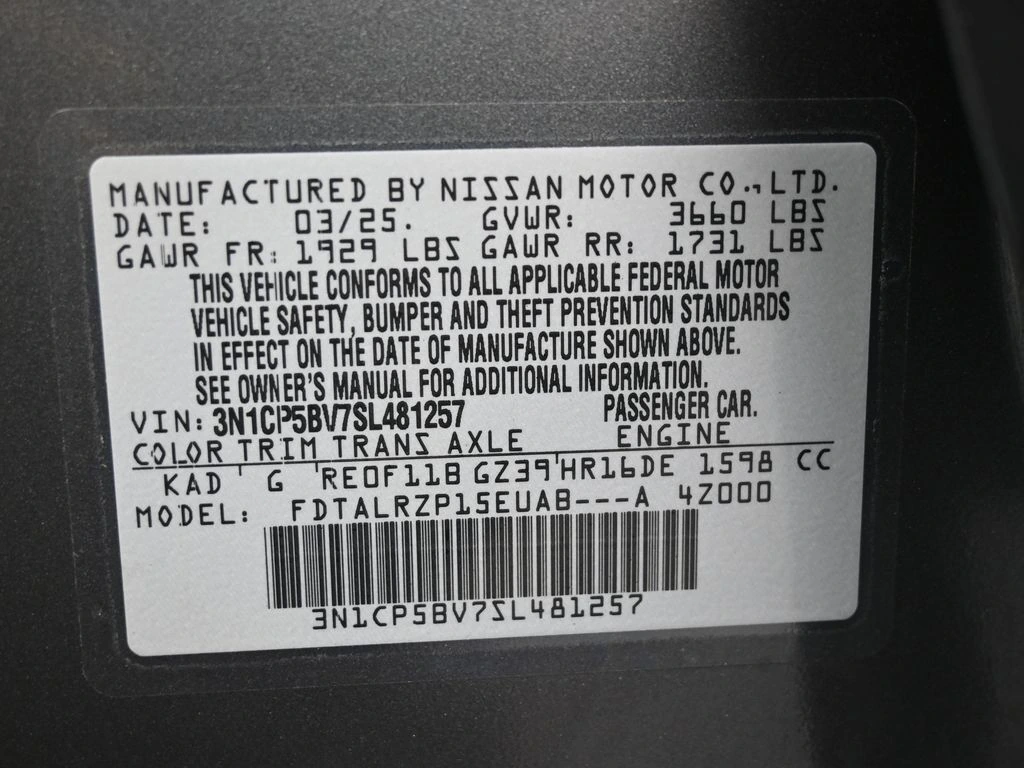 MANUFACTURED BY NISSAN MOTOR CO., LTD.
DATE: 03/25. GVWR: 3660 LBS
GAWR FR: 1929 LBS GAWR RR: 1731 LBS
THIS VEHICLE CONFORMS TO ALL APPLICABLE FEDERAL MOTOR
VEHICLE SAFETY, BUMPER AND THEFT PREVENTION STANDARDS
IN EFFECT ON THE DATE OF MANUFACTURE SHOWN ABOVE.
SEE OWNER'S MANUAL FOR ADDITIONAL INFORMATION.
VIN: 3N1CP5BV7SL481257 PASSENGER CAR.
COLOR TRIM TRANS AXLE ENGINE
KAD G RE0F11B GZ39 HR16DE 1598 CC
MODEL: FDTALRZP15EUAB---A 4Z000
3N1CP5BV7SL481257